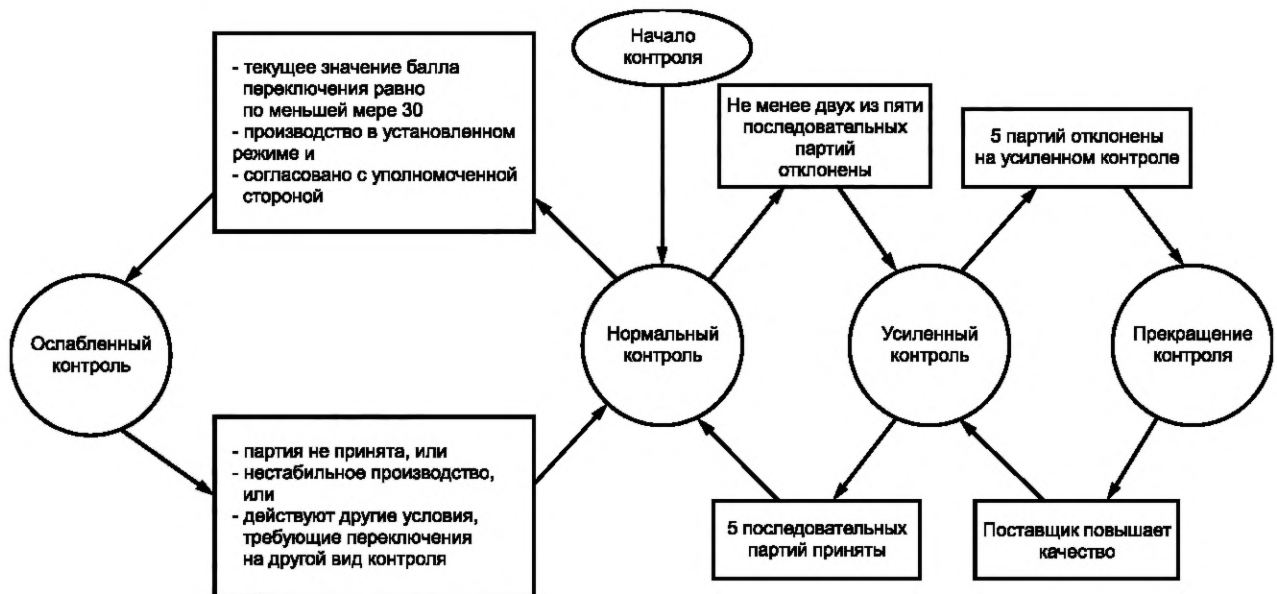 Начало
контроля
- текущее значение балла
переключения равно
по меньшей мере 30
- производство в установленном
режиме и
- согласовано с уполномоченной
стороной
Не менее двух из пяти
последовательных
партий
отклонены
5 партий отклонены
на усиленном контроле
Ослабленный
контроль
Нормальный
контроль
Усиленный
контроль
Прекращение
контроля
- партия не принята, или
- нестабильное производство,
или
- действуют другие условия,
требующие переключения
на другой вид контроля
5 последовательных
партий приняты
Поставщик повышает
качество